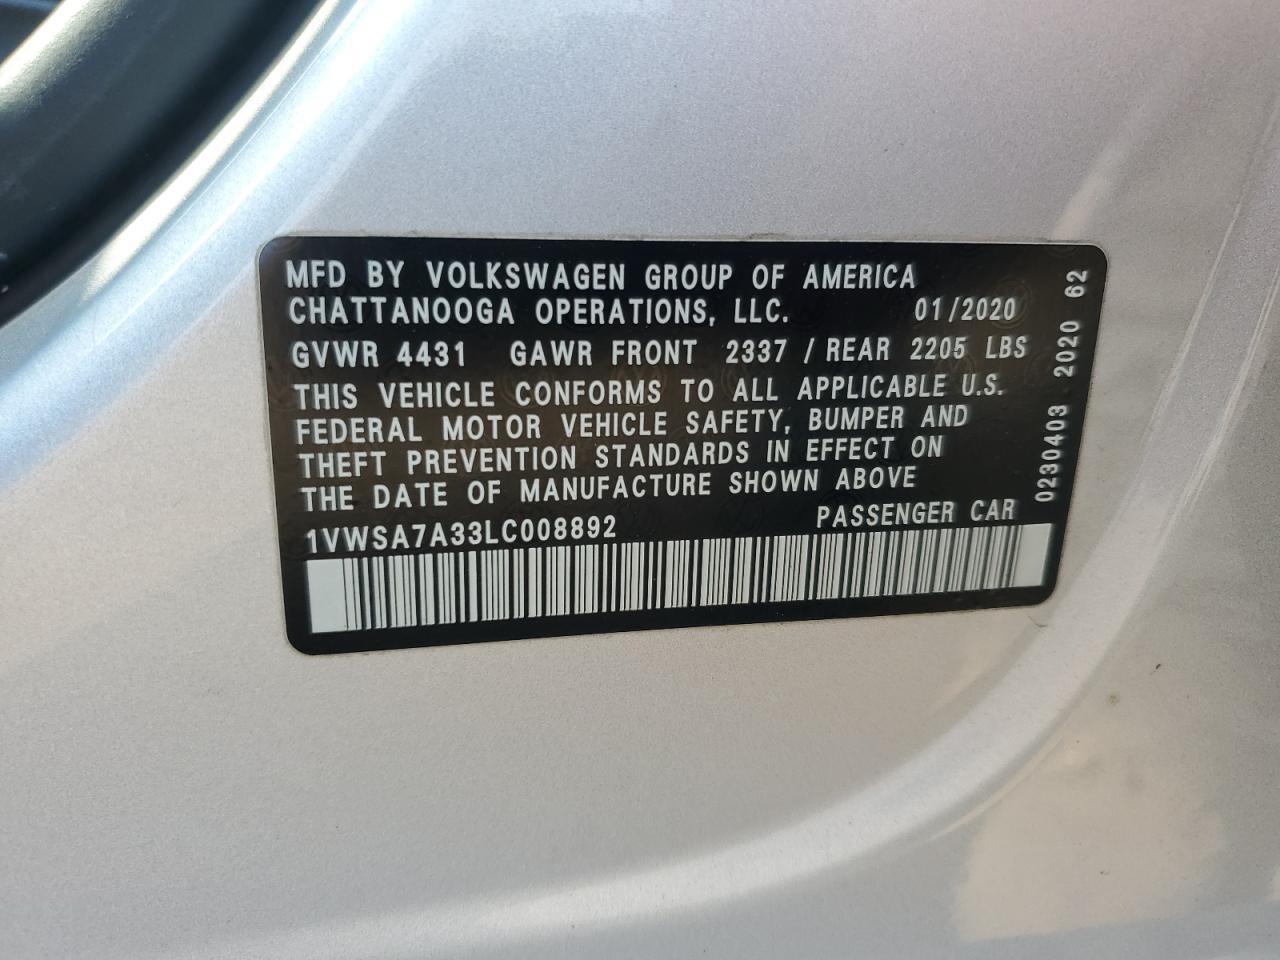 MFD BY VOLKSWAGEN GROUP OF AMERICA
CHATTANOOGA OPERATIONS, LLC. 01/2020
GVWR 4431 GAWR FRONT 2337 / REAR 2205 LBS
THIS VEHICLE CONFORMS TO ALL APPLICABLE U.S.
FEDERAL MOTOR VEHICLE SAFETY, BUMPER AND
THEFT PREVENTION STANDARDS IN EFFECT ON
THE DATE OF MANUFACTURE SHOWN ABOVE
1VWSA7A33LC008892 PASSENGER CAR
0230403 2020 62